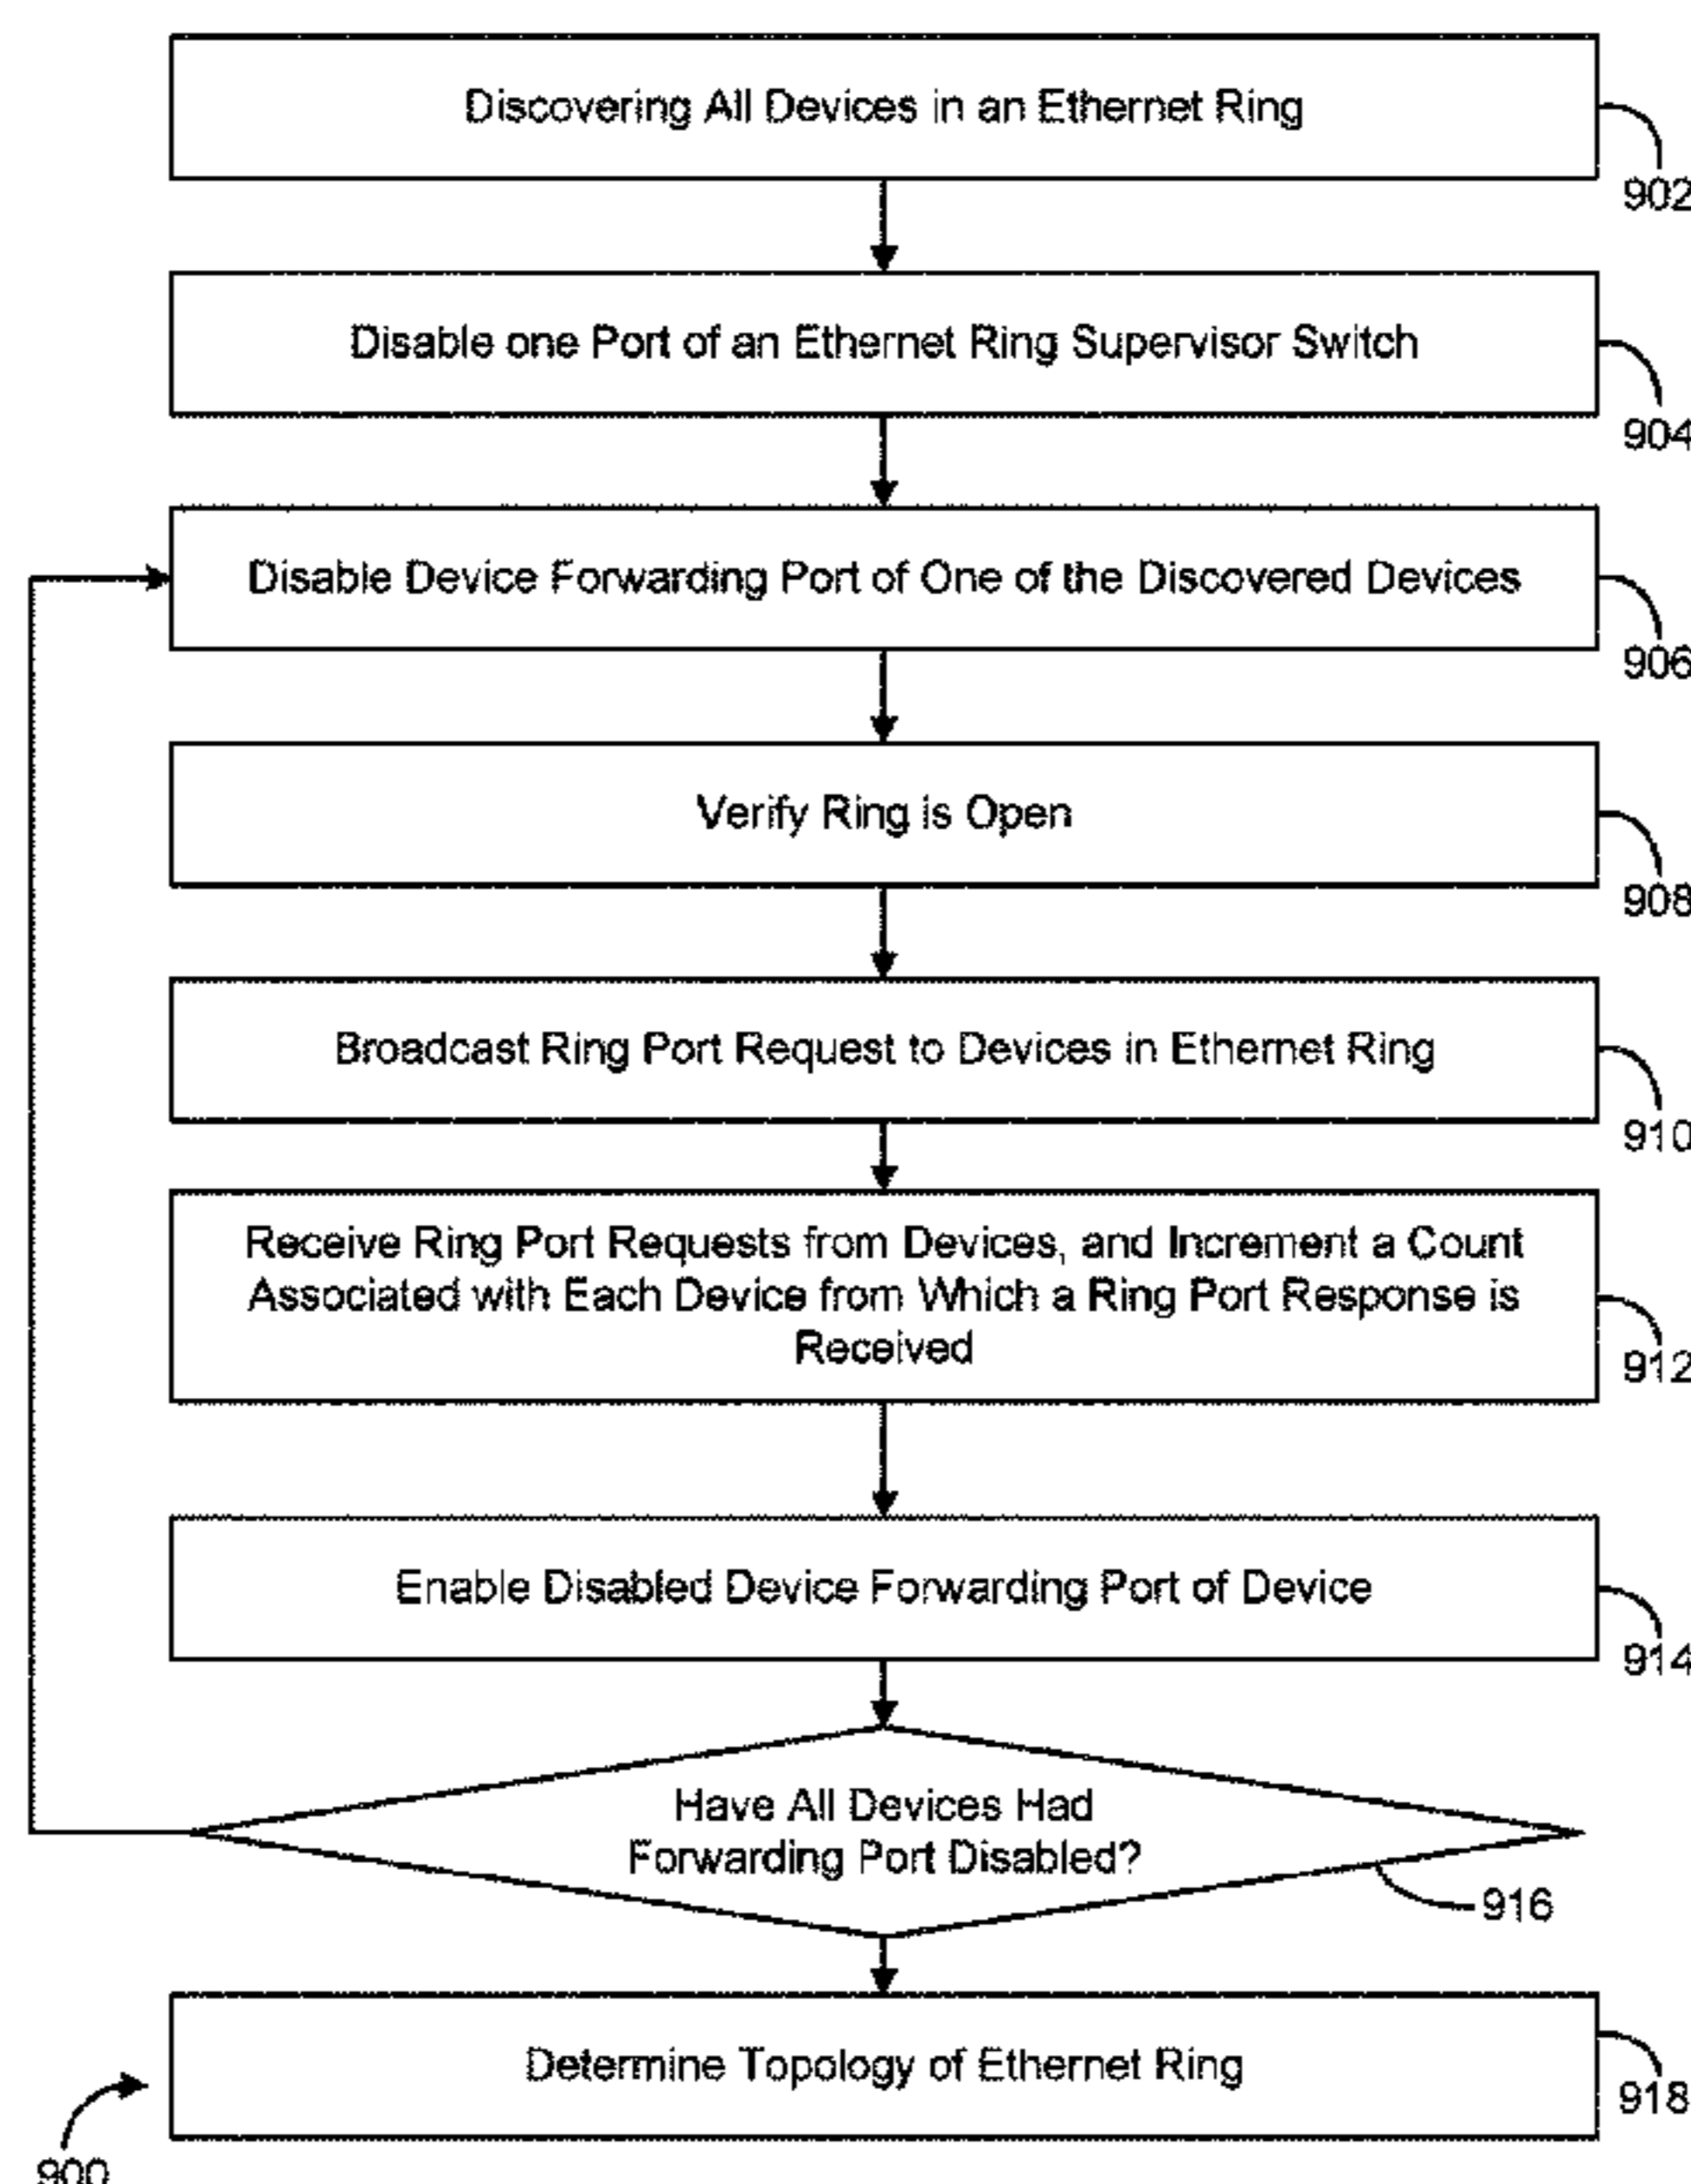 Discovering All Devices in an Ethernet Ring
902
Disable one Port of an Ethernet Ring Supervisor Switch
904
Disable Device Forwarding Port of One of the Discovered Devices
906
Verify Ring is Open
908
Broadcast Ring Port Request to Devices in Ethernet Ring
910
Receive Ring Port Requests from Devices, and Increment a Count
Associated with Each Device from Which a Ring Port Response is
Received
912
Enable Disabled Device Forwarding Port of Device
914
Have All Devices Had
Forwarding Port Disabled?
916
Determine Topology of Ethernet Ring
918
900